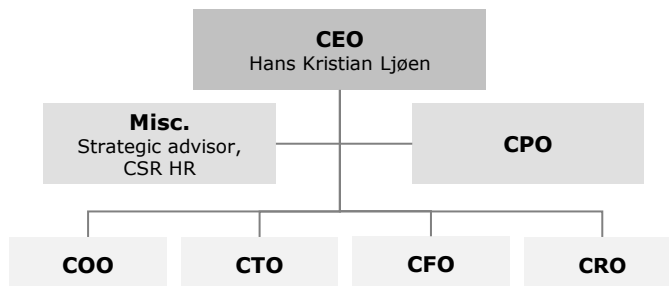 CEO
Hans Kristian Ljøen
Misc.
Strategic advisor,
CSR HR
CPO
COO
CTO
CFO
CRO